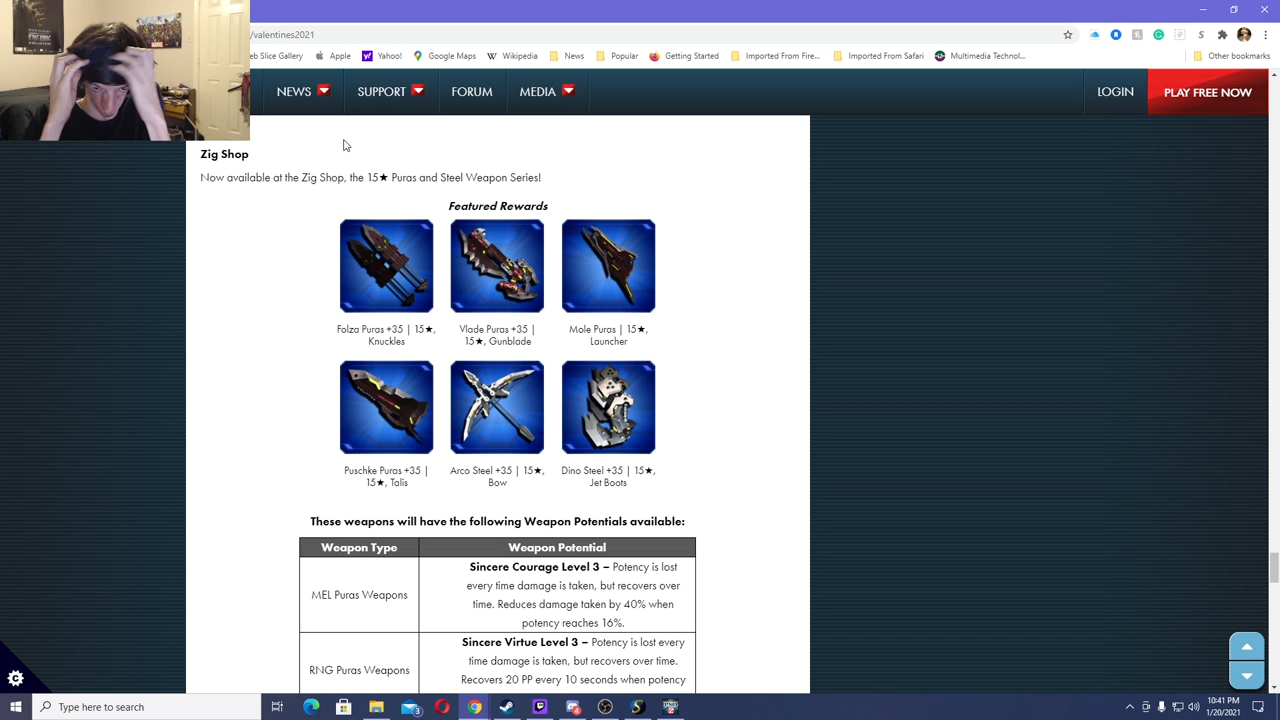 /valentines2021
eb Slice Gallery Apple Yahoo! Google Maps Wikipedia News Popular Getting Started Imported From Fire... Imported From Safari Multimedia Technol... Other bookmarks
NEWS SUPPORT FORUM MEDIA LOGIN PLAY FREE NOW
Zig Shop
Now available at the Zig Shop, the 15★ Puras and Steel Weapon Series!
Featured Rewards
Folza Puras +35 | 15★, Vlade Puras +35 | Mole Puras | 15★,
Knuckles 15★, Gunblade Launcher
Puschke Puras +35 | Arco Steel +35 | 15★, Dino Steel +35 | 15★,
15★, Talis Bow Jet Boots
These weapons will have the following Weapon Potentials available:
Weapon Type Weapon Potential
MEL Puras Weapons
Sincere Courage Level 3 – Potency is lost
every time damage is taken, but recovers over
time. Reduces damage taken by 40% when
potency reaches 16%.
RNG Puras Weapons
Sincere Virtue Level 3 – Potency is lost every
time damage is taken, but recovers over time.
Recovers 20 PP every 10 seconds when potency
Type here to search
3
4
10:41 PM
1/20/2021